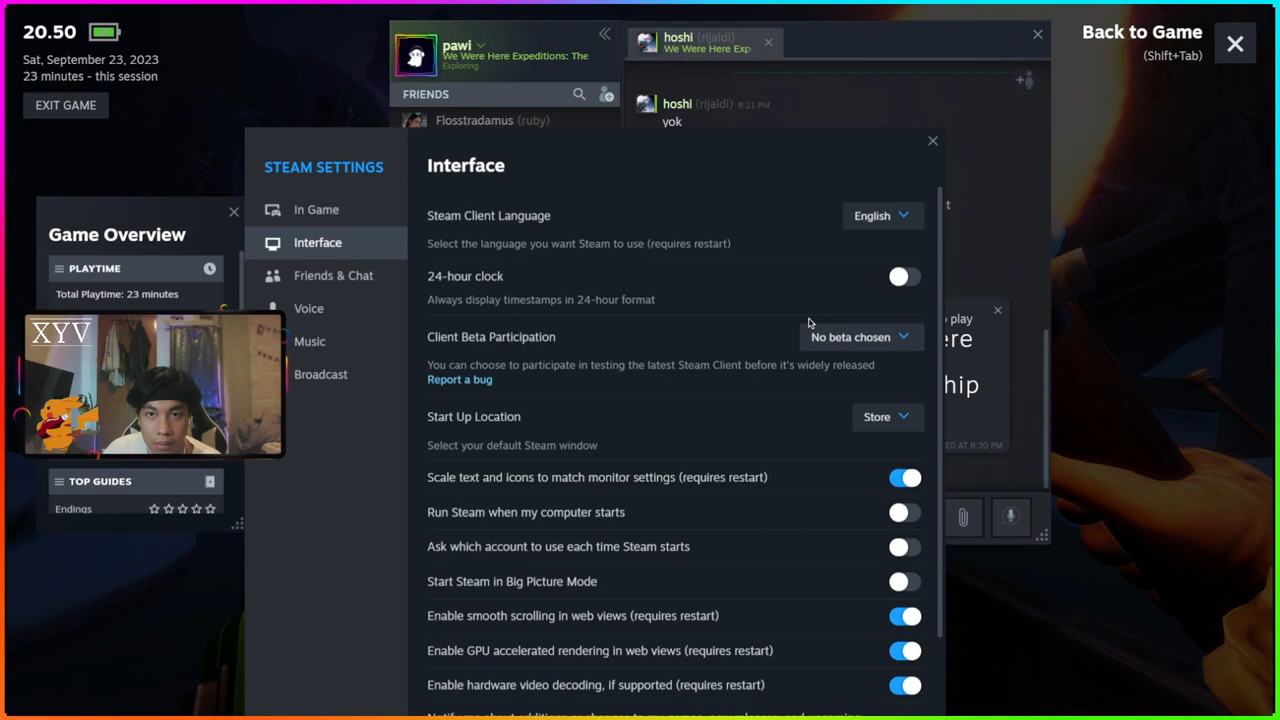 20.50
Sat, September 23, 2023
23 minutes - this session
EXIT GAME
pawi
We Were Here Expeditions: The
Exploring
FRIENDS
Flosstradamus (ruby)
hoshi (rijaldi)
We Were Here Exp
hoshi (rijaldi) 8:21 PM
yok
Back to Game
(Shift+Tab)
Game Overview
PLAYTIME
Total Playtime: 23 minutes
XYV
TOP GUIDES
Endings
STEAM SETTINGS
In Game
Interface
Friends & Chat
Voice
Music
Broadcast
Interface
Steam Client Language
English
Select the language you want Steam to use (requires restart)
24-hour clock
Always display timestamps in 24-hour format
Client Beta Participation
No beta chosen
You can choose to participate in testing the latest Steam Client before it's widely released
Report a bug
Start Up Location
Store
Select your default Steam window
Scale text and icons to match monitor settings (requires restart)
Run Steam when my computer starts
Ask which account to use each time Steam starts
Start Steam in Big Picture Mode
Enable smooth scrolling in web views (requires restart)
Enable GPU accelerated rendering in web views (requires restart)
Enable hardware video decoding, if supported (requires restart)
t
o play
ere
hip
ED AT 8:30 PM